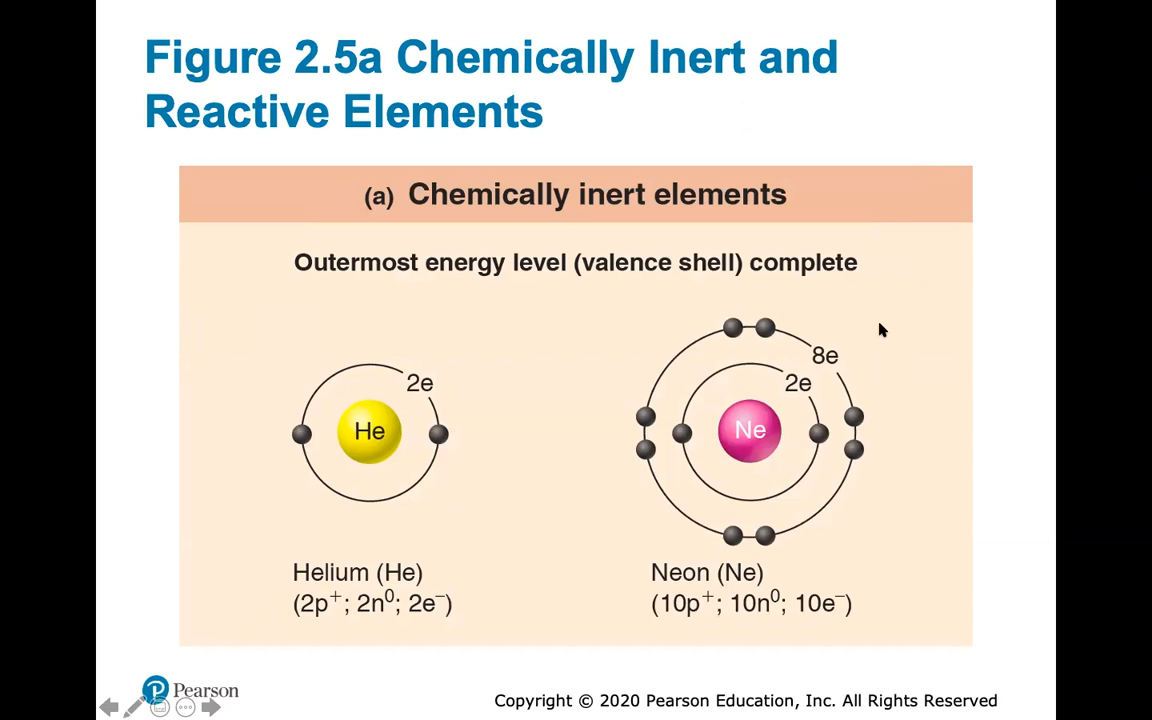 Figure 2.5a Chemically Inert and
Reactive Elements
(a) Chemically inert elements
Outermost energy level (valence shell) complete
2e
He
8e
2e
Ne
Helium (He)
(2p⁺; 2n⁰; 2e⁻)
Neon (Ne)
(10p⁺; 10n⁰; 10e⁻)
P Pearson
Copyright © 2020 Pearson Education, Inc. All Rights Reserved